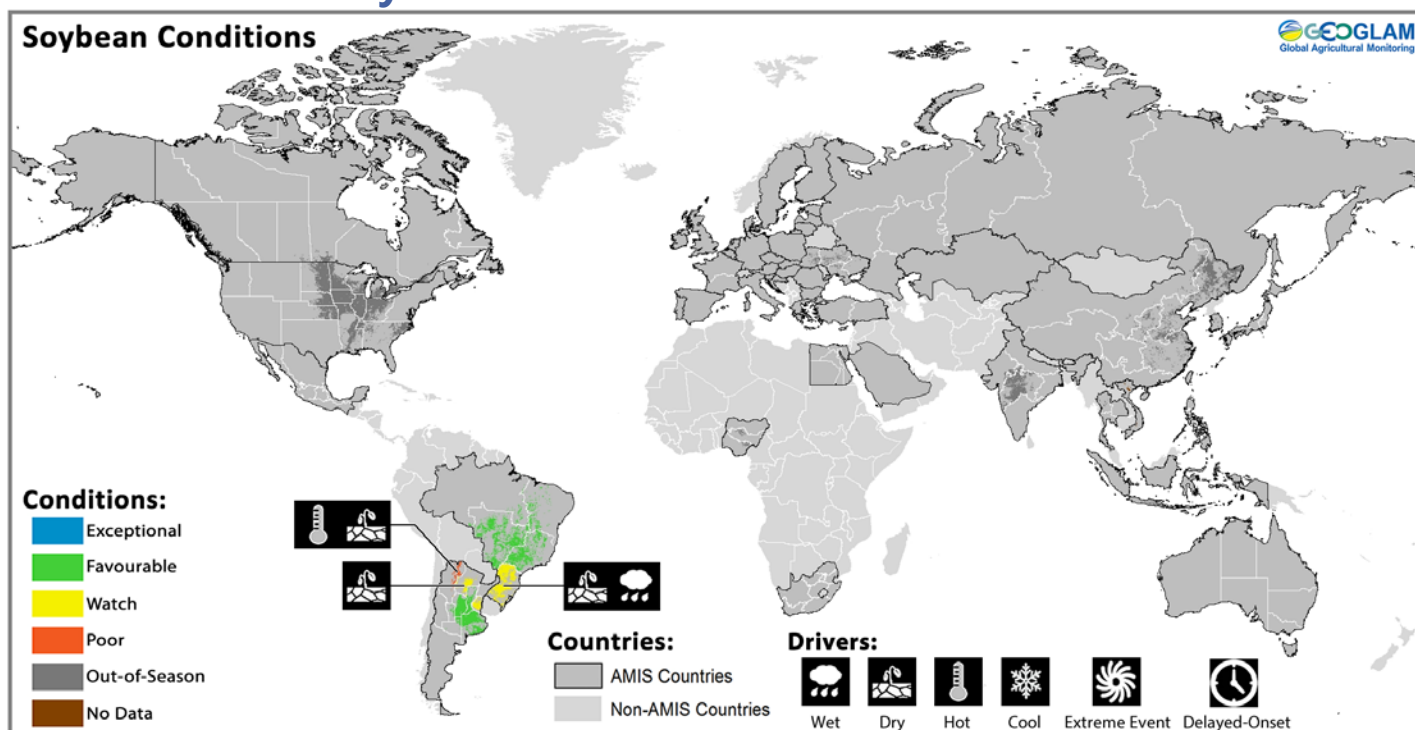 Soybean Conditions
GEOGLAM
Global Agricultural Monitoring
Conditions:
Exceptional
Favourable
Watch
Poor
Out-of-Season
No Data
Countries:
AMIS Countries
Non-AMIS Countries
Drivers:
Wet
Dry
Hot
Cool
Extreme Event
Delayed-Onset